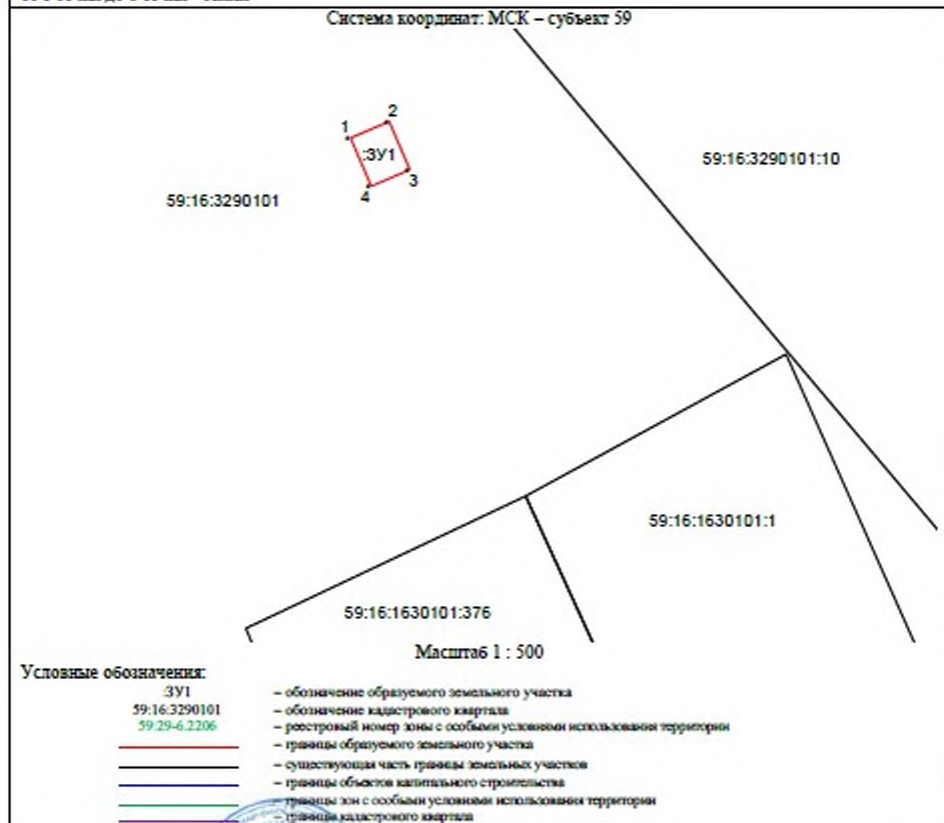 Система координат: МСК – субъект 59
2
1
:ЗУ1
59:16:3290101:10
3
59:16:3290101
4
59:16:1630101:1
59:16:1630101:376
Масштаб 1 : 500
Условные обозначения:
:ЗУ1 – обозначение образуемого земельного участка
59:16:3290101 – обозначение кадастрового квартала
59:29-6.2206 – реестровый номер зоны с особыми условиями использования территории
– границы образуемого земельного участка
– существующая часть границы земельных участков
– границы объектов капитального строительства
– границы зон с особыми условиями использования территории
– граница кадастрового квартала